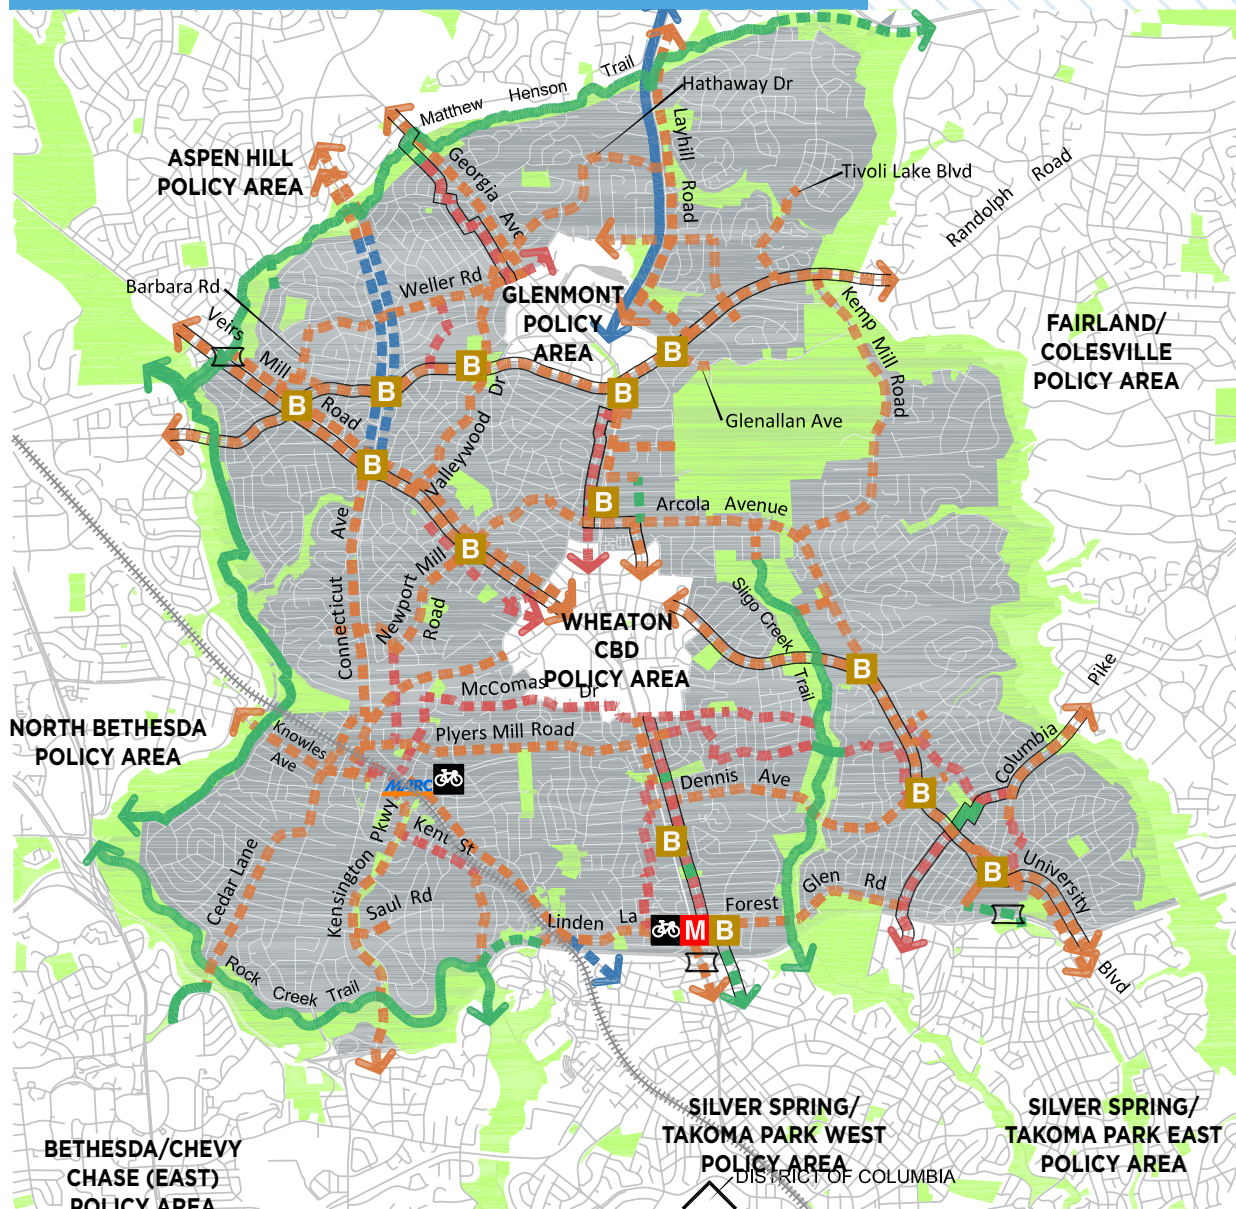 Matthew Henson Trail
Hathaway Dr
ASPEN HILL
POLICY AREA
Georgia Ave
Layhill Road
Tivoli Lake Blvd
Randolph Road
Barbara Rd
Weller Rd
GLENMONT
POLICY
AREA
Kemp Mill Road
FAIRLAND/
COLESVILLE
POLICY AREA
Veirs Mill Road
B
B
B
B
B
Valleywood Dr
Glenallan Ave
B
B
Arcola Avenue
B
Connecticut Ave
Newport Mill Road
Sligo Creek Trail
WHEATON
CBD
POLICY AREA
B
McComas Dr
Pike
Columbia
NORTH BETHESDA
POLICY AREA
Knowles
Ave
Plyers Mill Road
MARC
Dennis Ave
B
Kensington Pkwy
Kent St
B
Cedar Lane
Saul Rd
Glen Rd
B
University
Blvd
Linden La
M
B
Forest
Rock Creek Trail
SILVER SPRING/
TAKOMA PARK WEST
POLICY AREA
SILVER SPRING/
TAKOMA PARK EAST
POLICY AREA
BETHESDA/CHEVY
CHASE (EAST)
POLICY AREA
DISTRICT OF COLUMBIA